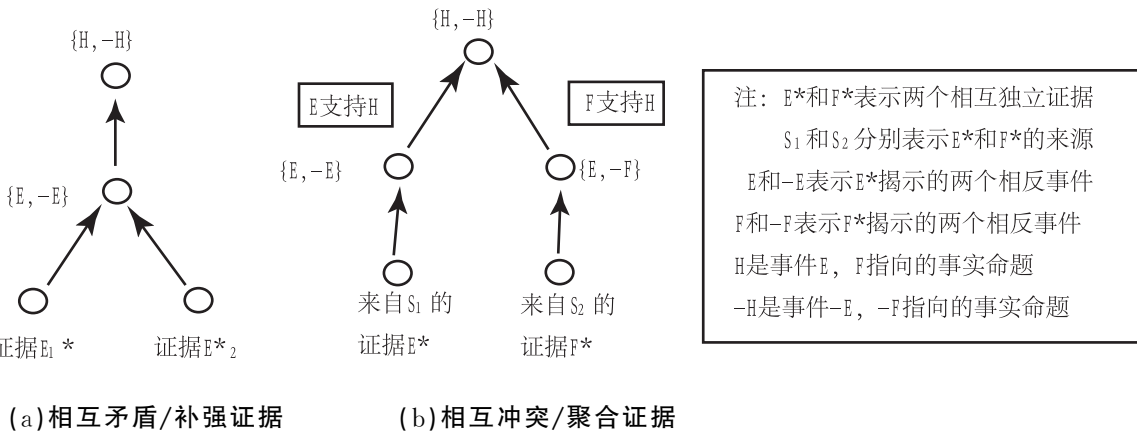 {H,-H}
{E,-E}
证据E₁*
证据E*₂
(a)相互矛盾/补强证据
{H,-H}
E支持H
F支持H
{E,-E}
{E,-F}
来自S₁的
证据E*
来自S₂的
证据F*
(b)相互冲突/聚合证据
注: E*和F*表示两个相互独立证据
S₁和S₂分别表示E*和F*的来源
E和-E表示E*揭示的两个相反事件
F和-F表示F*揭示的两个相反事件
H是事件E, F指向的事实命题
-H是事件-E, -F指向的事实命题